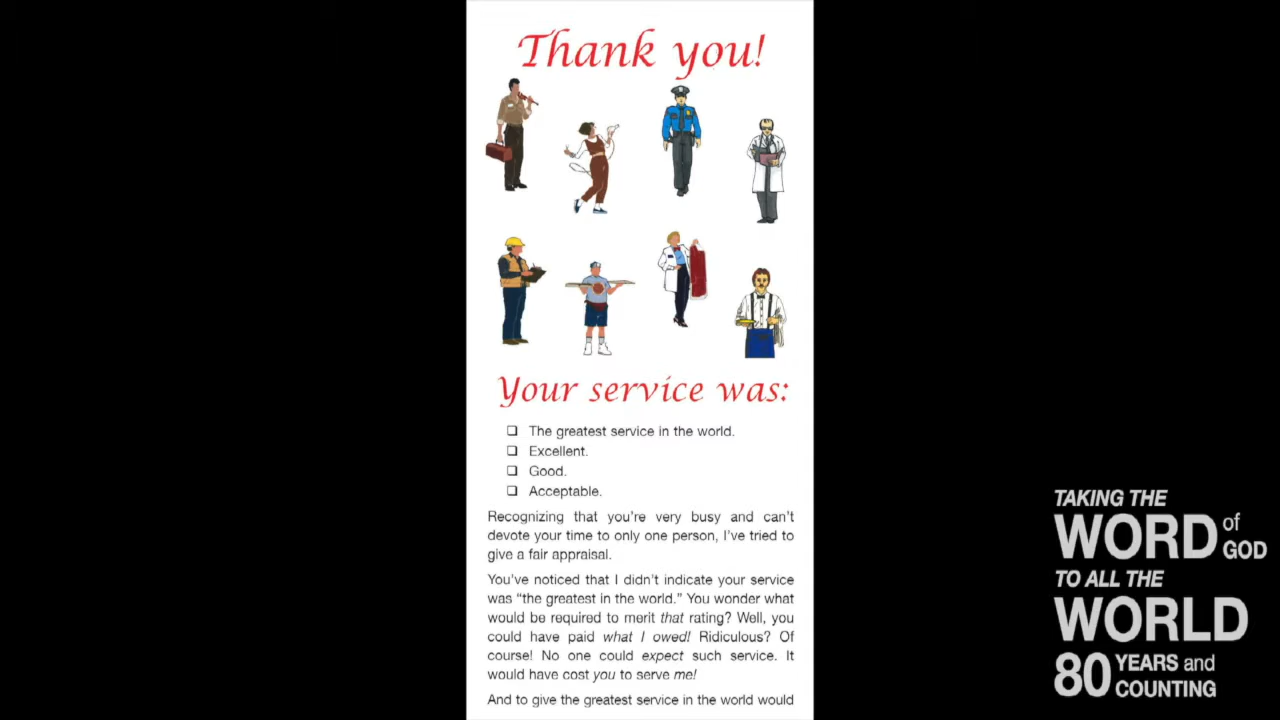 Thank you!
Your service was:
❑ The greatest service in the world.
❑ Excellent.
❑ Good.
❑ Acceptable.
Recognizing that you're very busy and can't
devote your time to only one person, I've tried to
give a fair appraisal.
You've noticed that I didn't indicate your service
was “the greatest in the world.” You wonder what
would be required to merit that rating? Well, you
could have paid what I owed! Ridiculous? Of
course! No one could expect such service. It
would have cost you to serve me!
And to give the greatest service in the world would
TAKING THE
WORD of GOD
TO ALL THE
WORLD
80 YEARS and
COUNTING